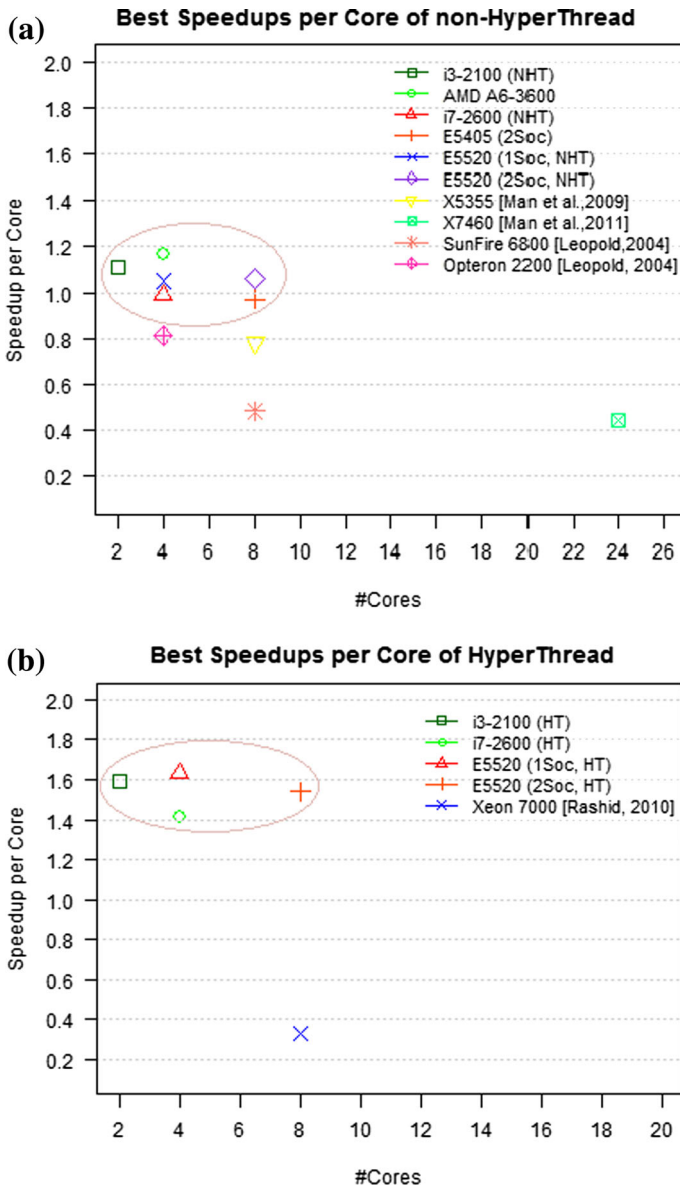 (a)
Best Speedups per Core of non-HyperThread
2.0
1.8
1.6
1.4
1.2
1.0
0.8
0.6
0.4
0.2
Speedup per Core
i3-2100 (NHT)
AMD A6-3600
i7-2600 (NHT)
E5405 (2Soc)
E5520 (1Soc, NHT)
E5520 (2Soc, NHT)
X5355 [Man et al.,2009]
X7460 [Man et al.,2011]
SunFire 6800 [Leopold,2004]
Opteron 2200 [Leopold, 2004]
2 4 6 8 10 12 14 16 18 20 22 24 26
#Cores
(b)
Best Speedups per Core of HyperThread
2.0
1.8
1.6
1.4
1.2
1.0
0.8
0.6
0.4
0.2
Speedup per Core
i3-2100 (HT)
i7-2600 (HT)
E5520 (1Soc, HT)
E5520 (2Soc, HT)
Xeon 7000 [Rashid, 2010]
2 4 6 8 10 12 14 16 18 20
#Cores